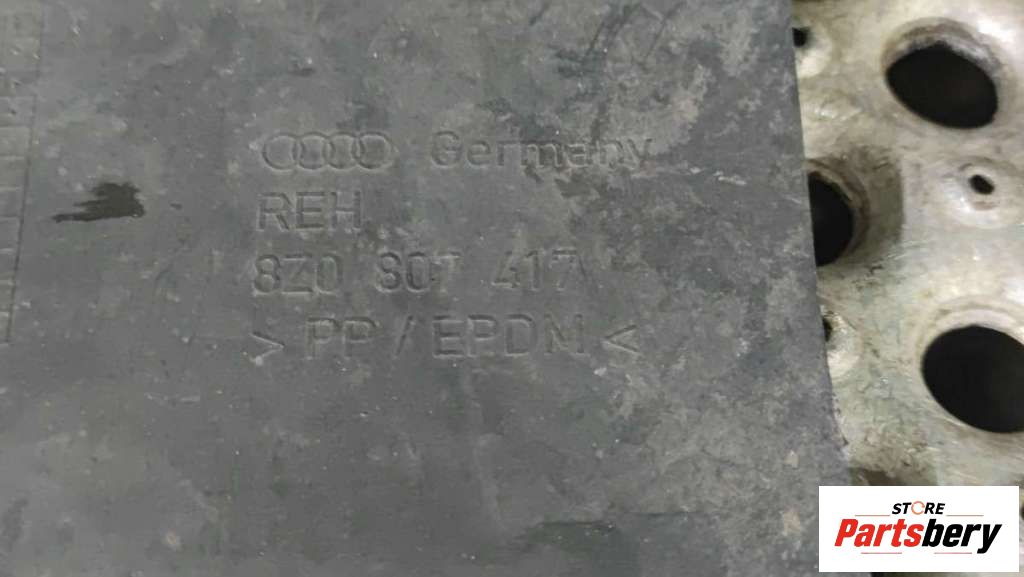 Germany
REH
8Z0 807 417
> PP / EPDM <
STORE
Partsbery